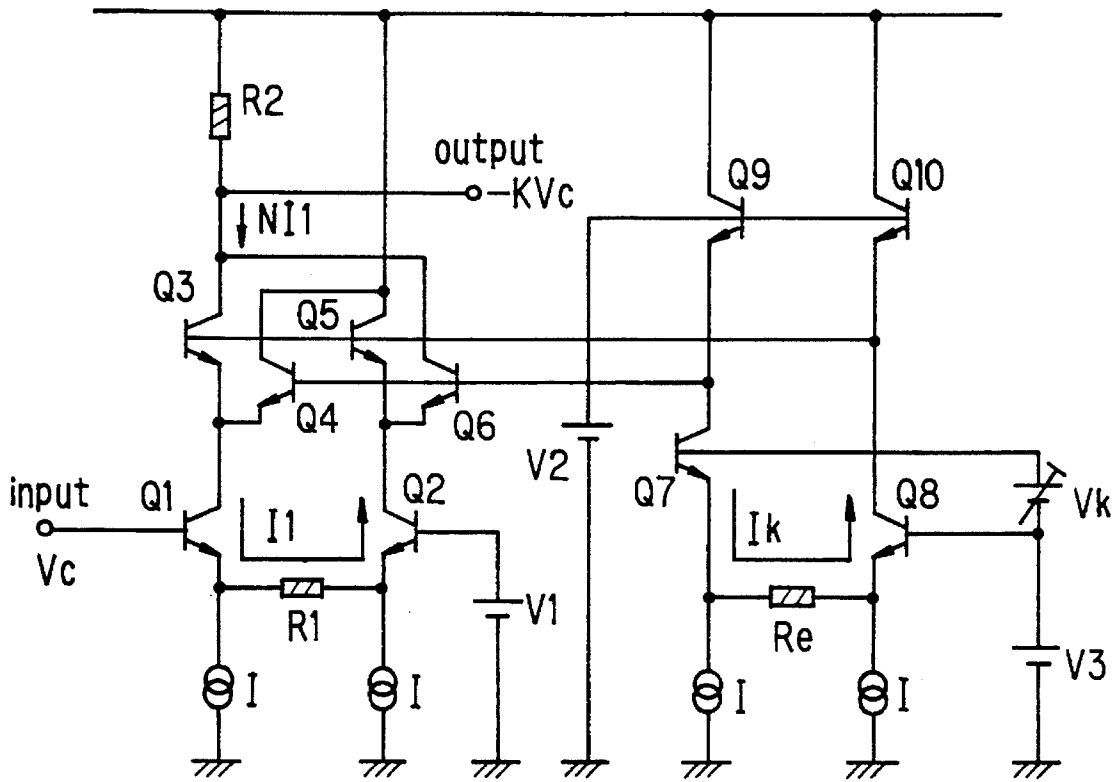 R2
output
−KVc
NI1
Q9
Q10
Q3
Q5
Q4
Q6
V2
Q7
input
Vc
Q1
I1
Q2
Ik
Q8
Vk
R1
V1
Re
V3
I
I
I
I